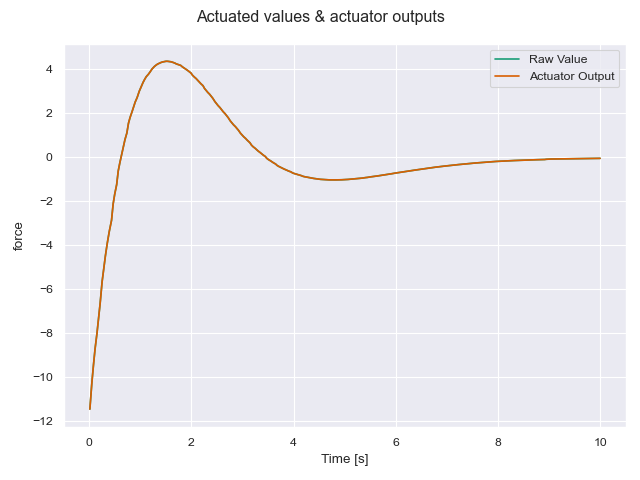 Actuated values & actuator outputs
Raw Value
Actuator Output
force
4
2
0
−2
−4
−6
−8
−10
−12
0 2 4 6 8 10
Time [s]